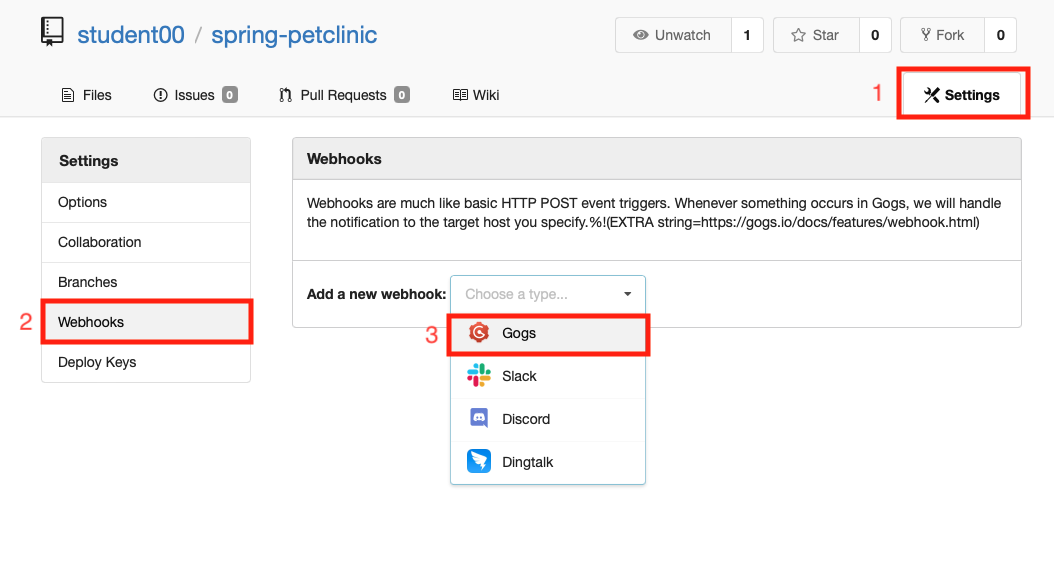 student00 / spring-petclinic
Unwatch 1 Star 0 Fork 0
Files Issues 0 Pull Requests 0 Wiki 1 Settings
Settings
Options
Collaboration
Branches
2 Webhooks
Deploy Keys
Webhooks
Webhooks are much like basic HTTP POST event triggers. Whenever something occurs in Gogs, we will handle
the notification to the target host you specify.%!(EXTRA string=https://gogs.io/docs/features/webhook.html)
Add a new webhook: Choose a type...
3 Gogs
Slack
Discord
Dingtalk